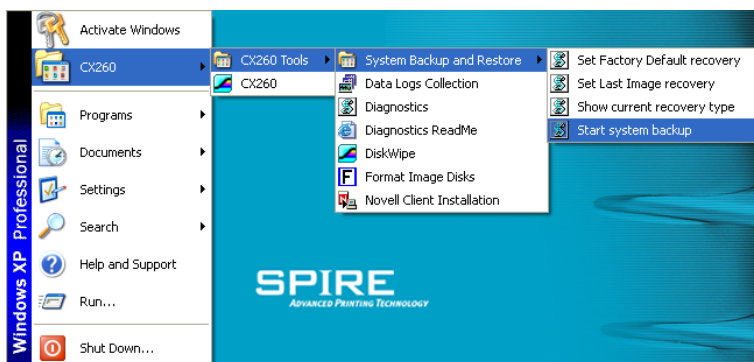 Activate Windows
CX260
Programs
Documents
Settings
Search
Help and Support
Run...
Shut Down...
Windows XP Professional
CX260 Tools
CX260
System Backup and Restore
Data Logs Collection
Diagnostics
Diagnostics ReadMe
DiskWipe
F Format Image Disks
Novell Client Installation
Set Factory Default recovery
Set Last Image recovery
Show current recovery type
Start system backup
SPIRE
ADVANCED PRINTING TECHNOLOGY